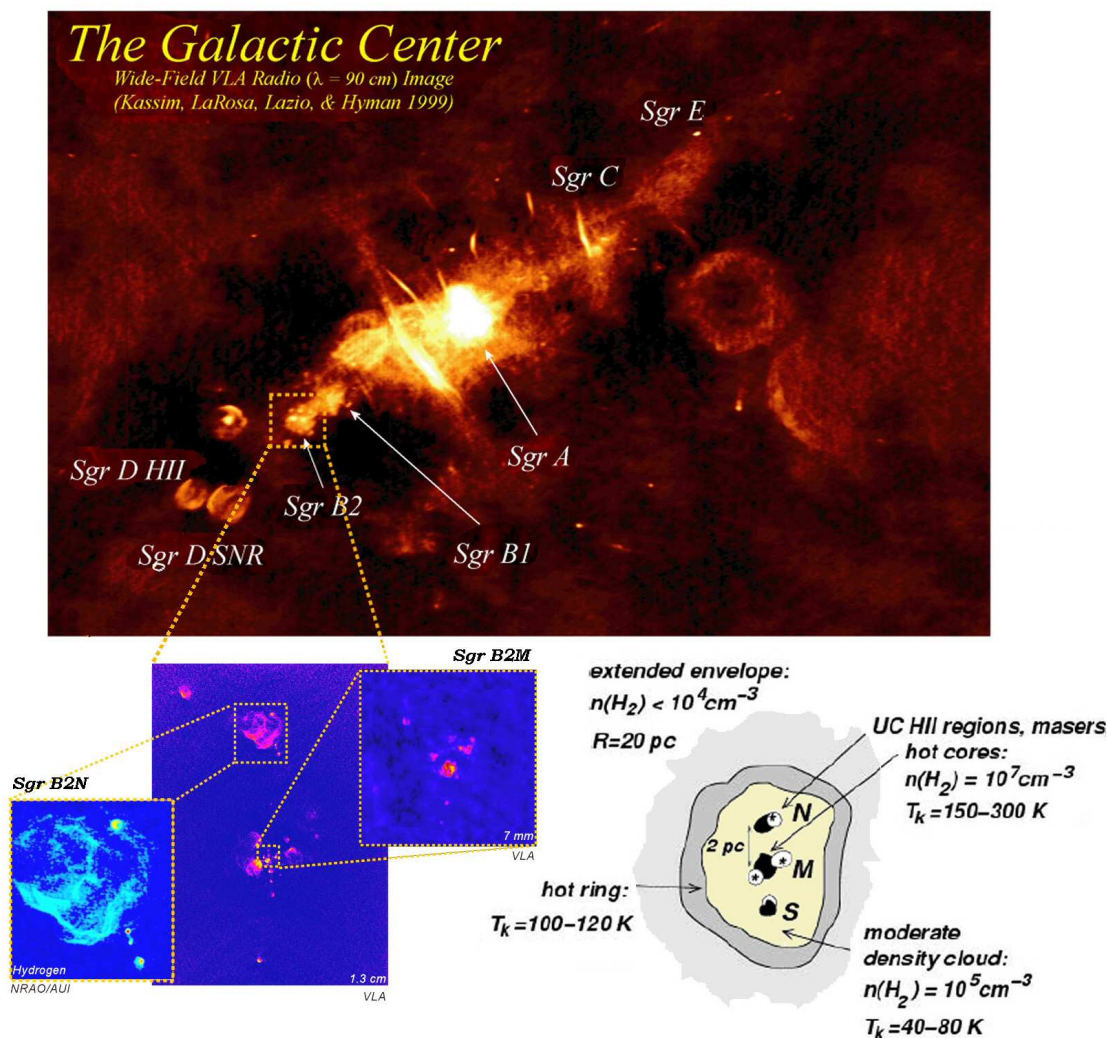 The Galactic Center
Wide-Field VLA Radio (λ = 90 cm) Image
(Kassim, LaRosa, Lazio, & Hyman 1999)
Sgr E
Sgr C
Sgr A
Sgr B1
Sgr B2
Sgr D HII
Sgr D SNR
Sgr B2M
7 mm
VLA
Sgr B2N
Hydrogen
NRAO/AUI
1.3 cm
VLA
extended envelope:
n(H₂) < 10⁴cm⁻³
R=20 pc
UC HII regions, masers
hot cores:
n(H₂) = 10⁷cm⁻³
Tₖ=150–300 K
N
2 pc
M
S
hot ring:
Tₖ=100–120 K
moderate
density cloud:
n(H₂) = 10⁵cm⁻³
Tₖ=40–80 K